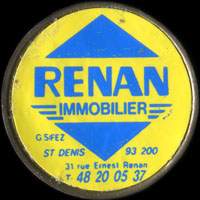 RENAN
IMMOBILIER
G. SIFEZ
ST DENIS 93 200
31 rue Ernest Renan
T. 48 20 05 37